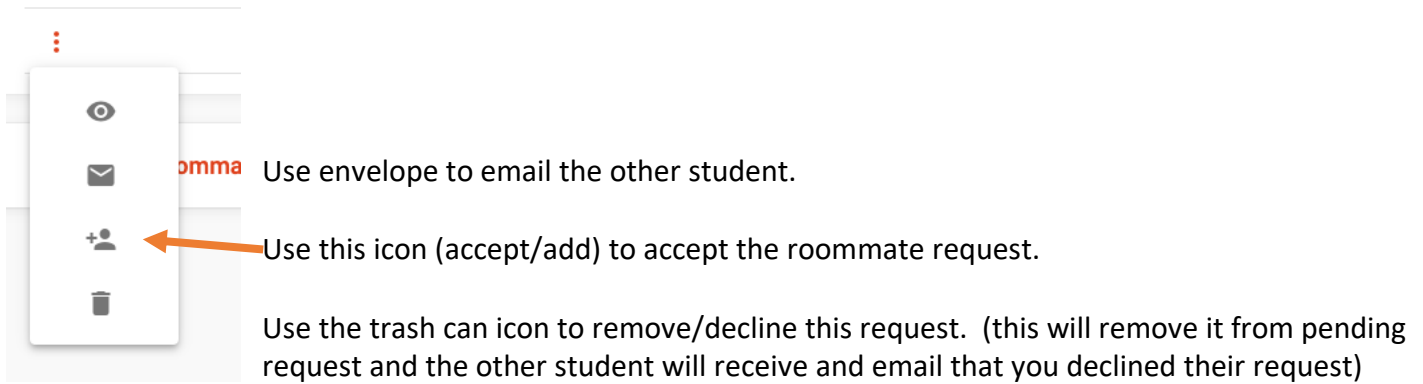 omma
Use envelope to email the other student.
Use this icon (accept/add) to accept the roommate request.
Use the trash can icon to remove/decline this request.  (this will remove it from pending
request and the other student will receive and email that you declined their request)